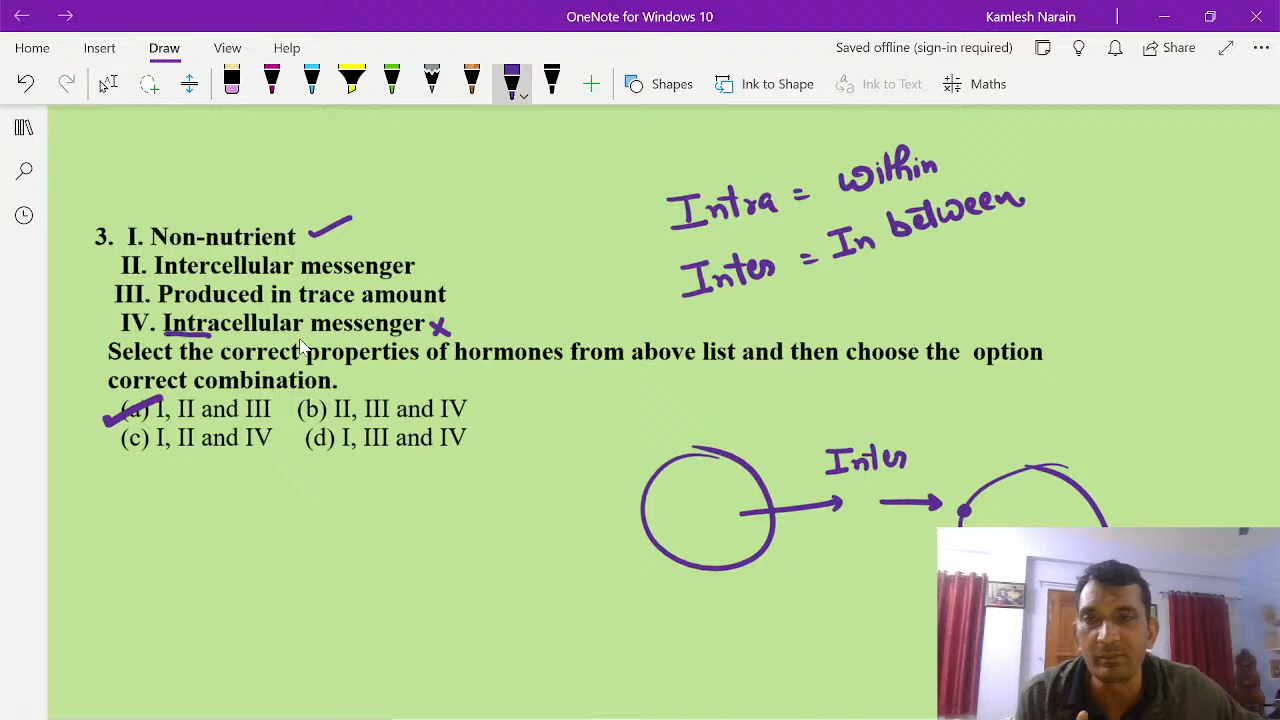 OneNote for Windows 10
Kamlesh Narain
Home Insert Draw View Help
Saved offline (sign-in required)
Share
Shapes
Ink to Shape
Ink to Text
Maths
Intra = within
Inter = In between
3. I. Non-nutrient
II. Intercellular messenger
III. Produced in trace amount
IV. Intracellular messenger
Select the correct properties of hormones from above list and then choose the option
correct combination.
(a) I, II and III (b) II, III and IV
(c) I, II and IV (d) I, III and IV
Inter